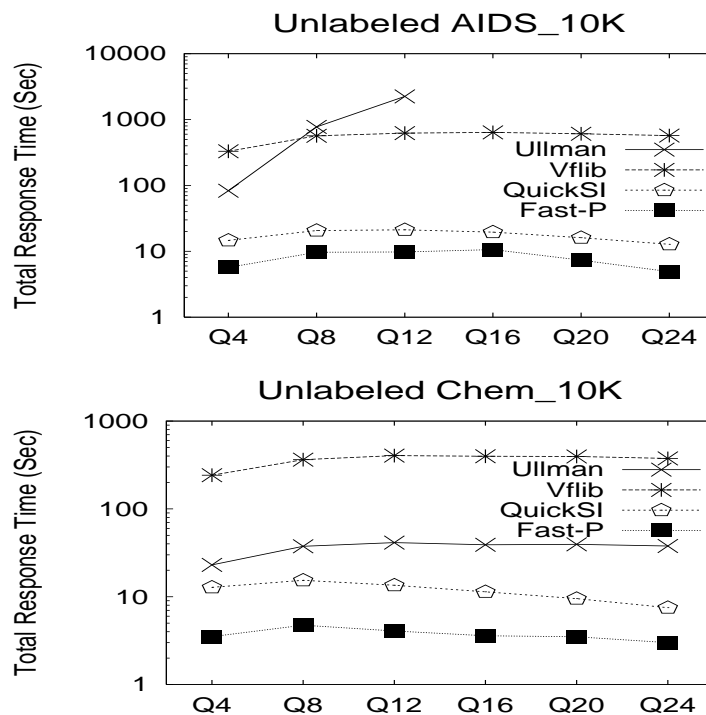 Unlabeled AIDS_10K
Total Response Time (Sec)
10000
1000
100
10
1
Ullman
Vflib
QuickSI
Fast-P
Q4 Q8 Q12 Q16 Q20 Q24
Unlabeled Chem_10K
Total Response Time (Sec)
1000
100
10
1
Ullman
Vflib
QuickSI
Fast-P
Q4 Q8 Q12 Q16 Q20 Q24